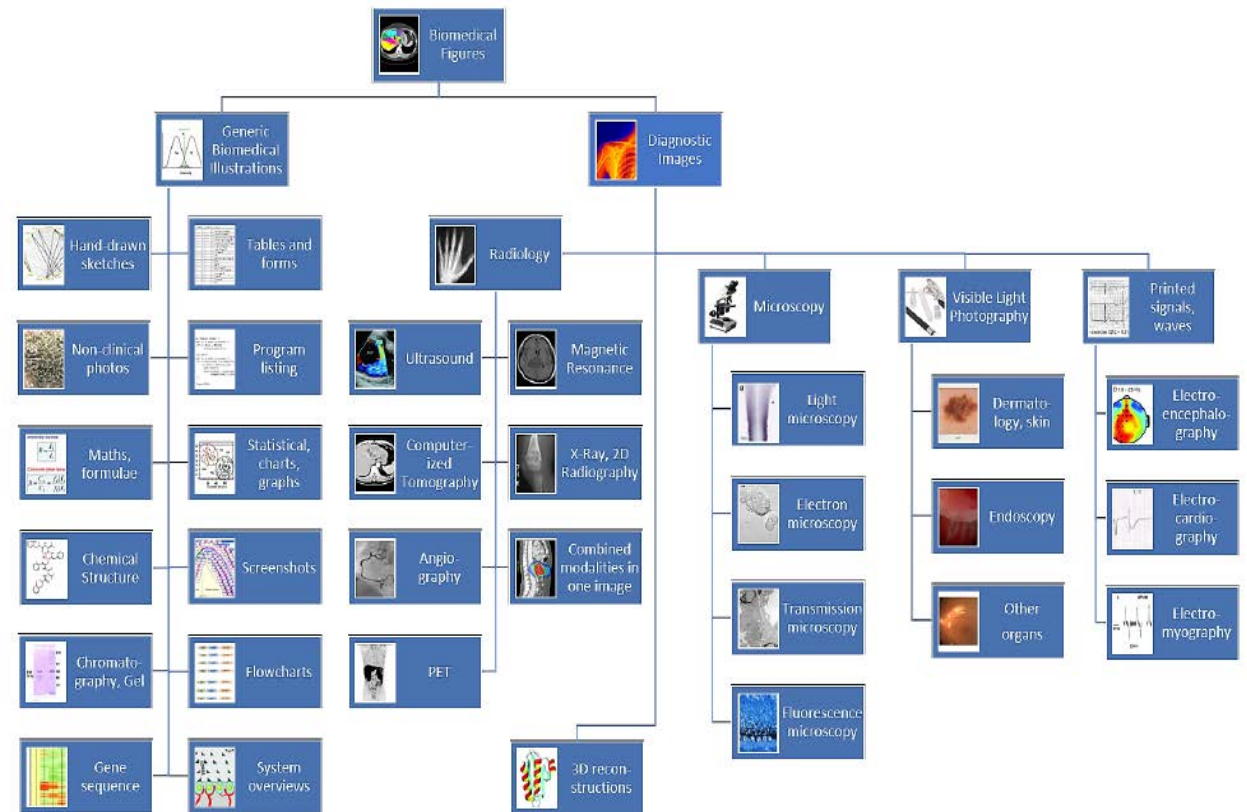 Biomedical
Figures
Generic
Biomedical
Illustrations
Diagnostic
Images
Hand-drawn
sketches
Tables and
forms
Radiology
Microscopy
Visible Light
Photography
Printed
signals,
waves
Non-clinical
photos
Program
listing
Ultrasound
Magnetic
Resonance
Light
microscopy
Dermato-
logy, skin
Electro-
encephalo-
graphy
Maths,
formulae
Statistical,
charts,
graphs
Computer-
ized
Tomography
X-Ray, 2D
Radiography
Electron
microscopy
Endoscopy
Electro-
cardio-
graphy
Chemical
Structure
Screenshots
Angio-
graphy
Combined
modalities in
one image
Transmission
microscopy
Other
organs
Electro-
myography
Chromato-
graphy, Gel
Flowcharts
PET
Fluorescence
microscopy
Gene
sequence
System
overviews
3D recon-
structions